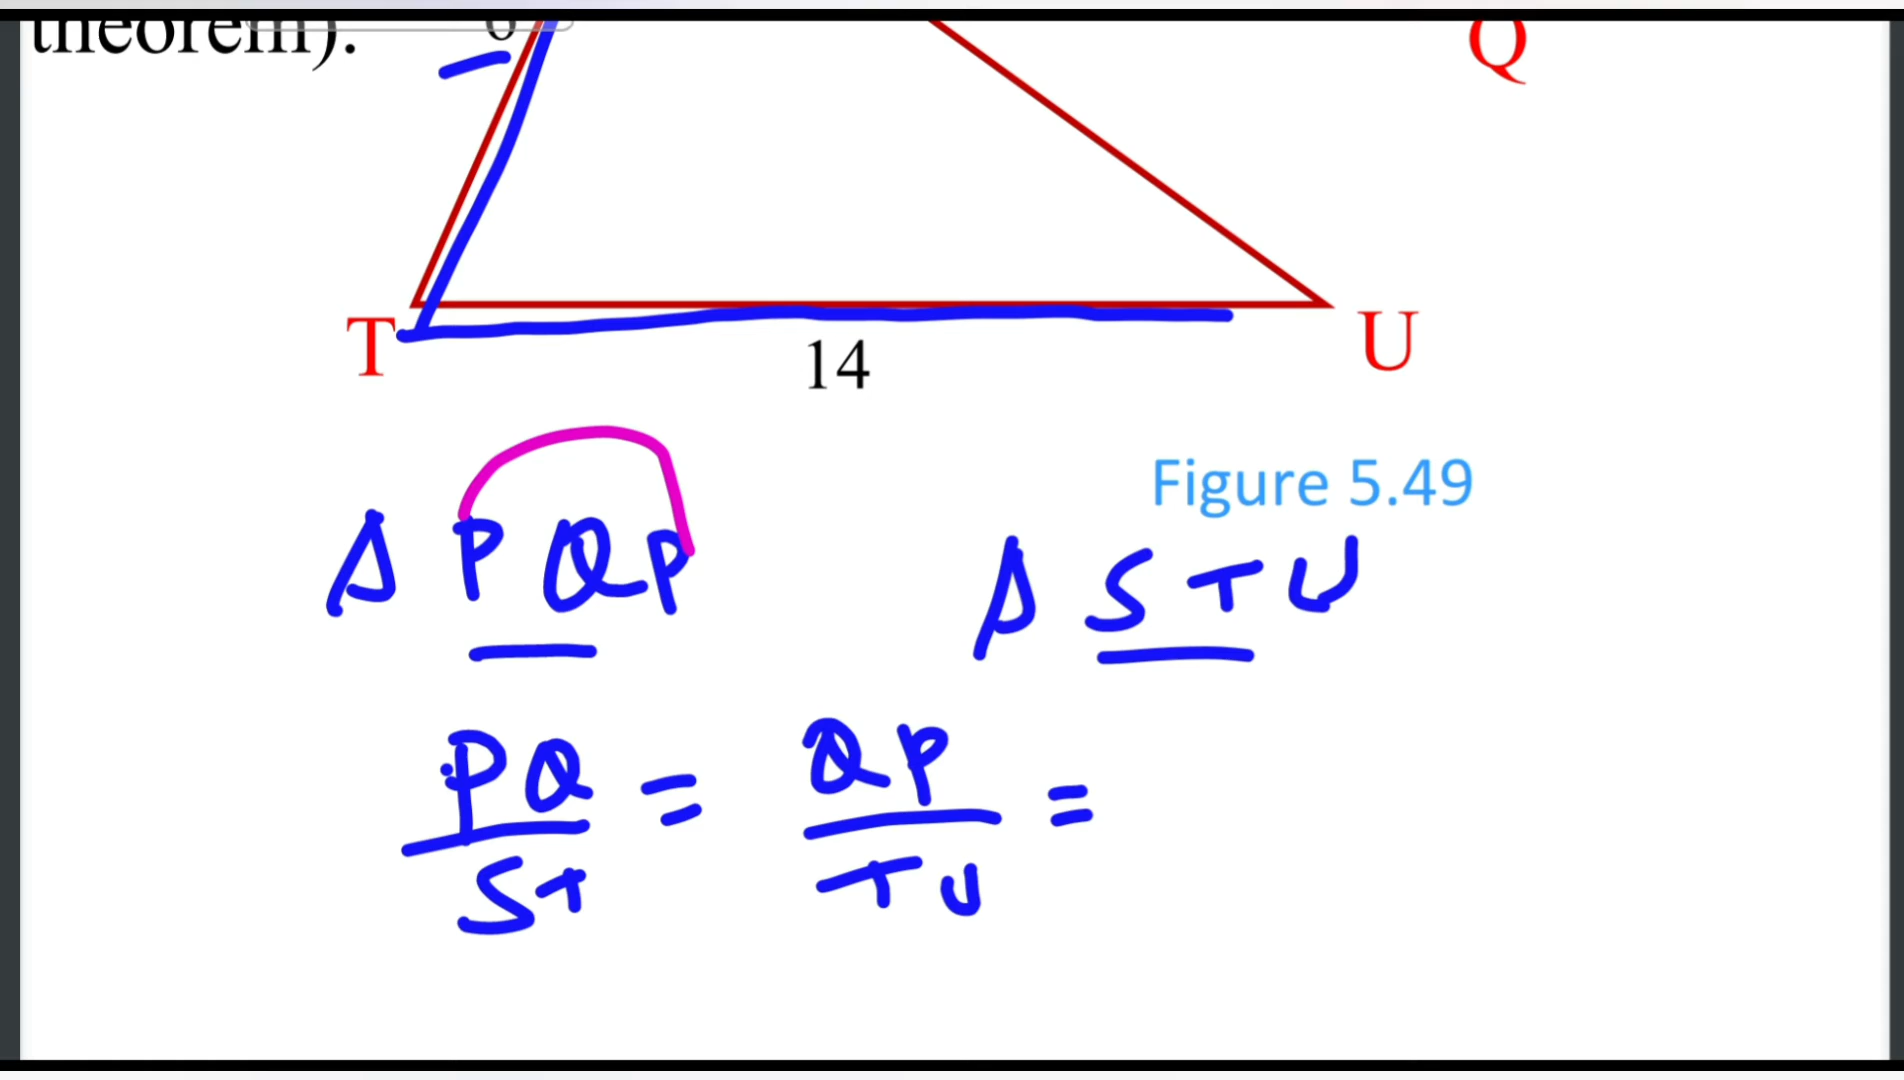 theorem).
Q
T
U
14
Figure 5.49
Δ PQP Δ STU
PQ = QP =
ST TU